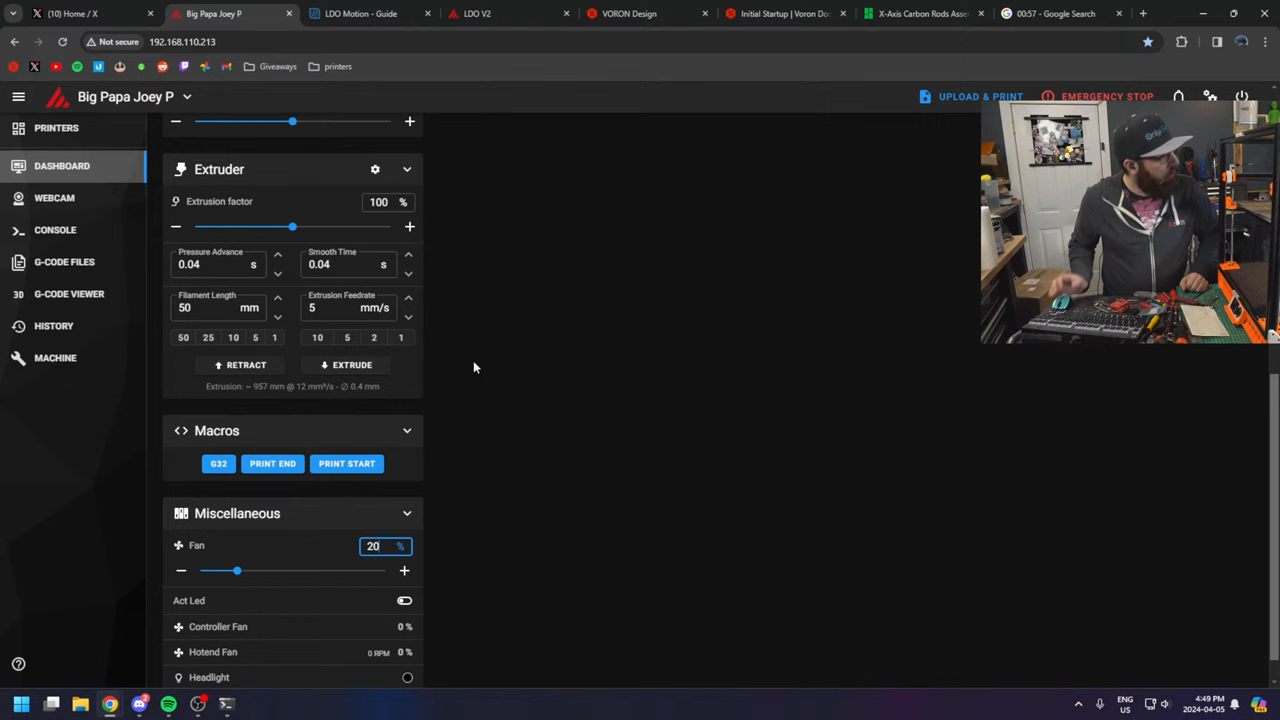 (10) Home / X
Big Papa Joey P
LDO Motion - Guide
LDO V2
VORON Design
Initial Startup | Voron Do
X-Axis Carbon Rods Asse
00:57 - Google Search
Not secure
192.168.110.213
Giveaways
printers
Big Papa Joey P
UPLOAD & PRINT
EMERGENCY STOP
PRINTERS
DASHBOARD
WEBCAM
CONSOLE
G-CODE FILES
3D G-CODE VIEWER
HISTORY
MACHINE
Extruder
Extrusion factor
100 %
Pressure Advance
0.04 s
Smooth Time
0.04 s
Filament Length
50 mm
Extrusion Feedrate
5 mm/s
50 25 10 5 1
10 5 2 1
RETRACT
EXTRUDE
Extrusion: ~ 957 mm @ 12 mm³/s - ∅ 0.4 mm
Macros
G32
PRINT END
PRINT START
Miscellaneous
Fan
20 %
Act Led
Controller Fan
0 %
Hotend Fan
0 RPM 0 %
Headlight
2
ENG
US
4:49 PM
2024-04-05